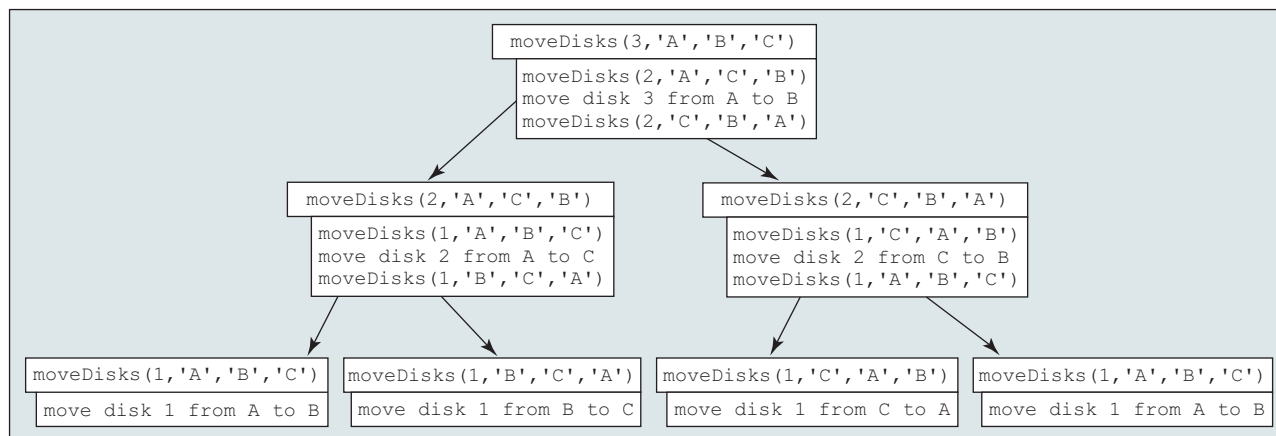 moveDisks(3,'A','B','C')
moveDisks(2,'A','C','B')
move disk 3 from A to B
moveDisks(2,'C','B','A')
moveDisks(2,'A','C','B')
moveDisks(1,'A','B','C')
move disk 2 from A to C
moveDisks(1,'B','C','A')
moveDisks(2,'C','B','A')
moveDisks(1,'C','A','B')
move disk 2 from C to B
moveDisks(1,'A','B','C')
moveDisks(1,'A','B','C')
move disk 1 from A to B
moveDisks(1,'B','C','A')
move disk 1 from B to C
moveDisks(1,'C','A','B')
move disk 1 from C to A
moveDisks(1,'A','B','C')
move disk 1 from A to B